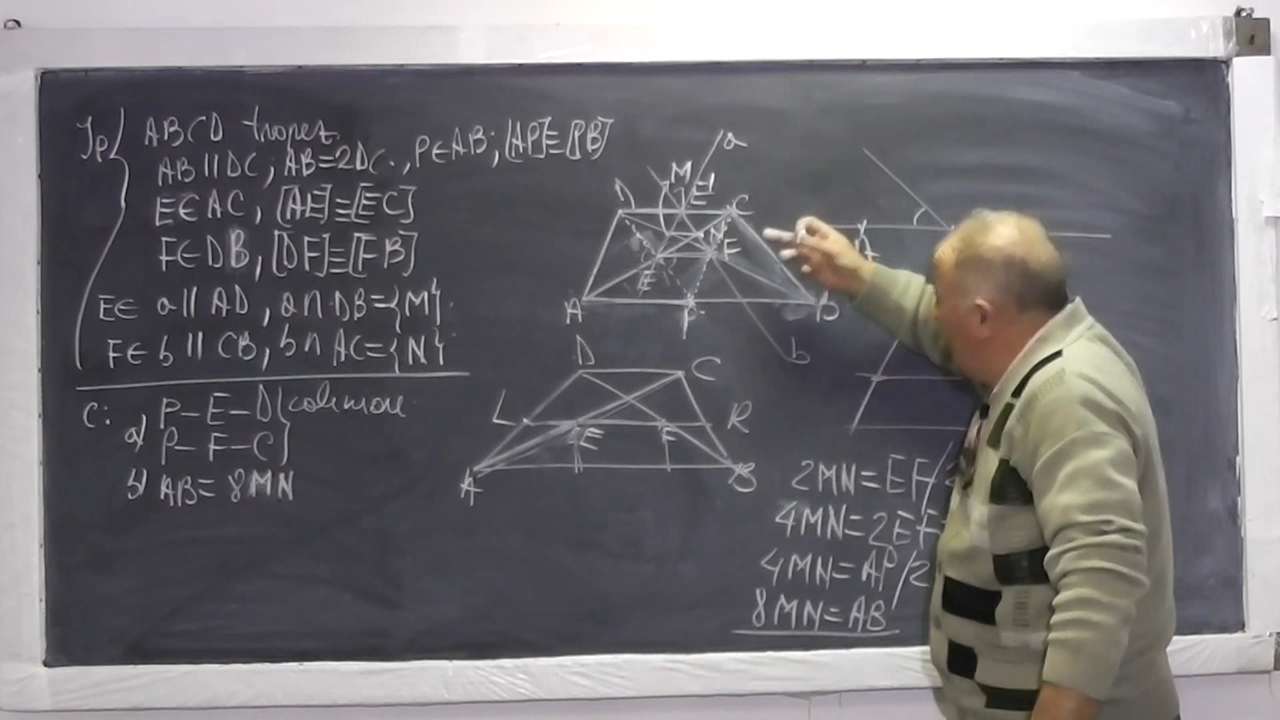 Ip ABCD trapez
AB∥DC; AB=2DC., P∈AB; [AP]≡[PB]
E∈AC, [AE]≡[EC]
F∈DB, [DF]≡[FB]
E∈ a∥AD, a∩DB={M}
F∈ b∥CB, b∩AC={N}
C: a) P-E-D coliniare
P-F-C
b) AB=8MN
a
M
D E' C
N
F
E
A P B
b
D C
L E F R
A B
A
2MN=EF/2
4MN=2EF=
4MN=AP/2
8MN=AB